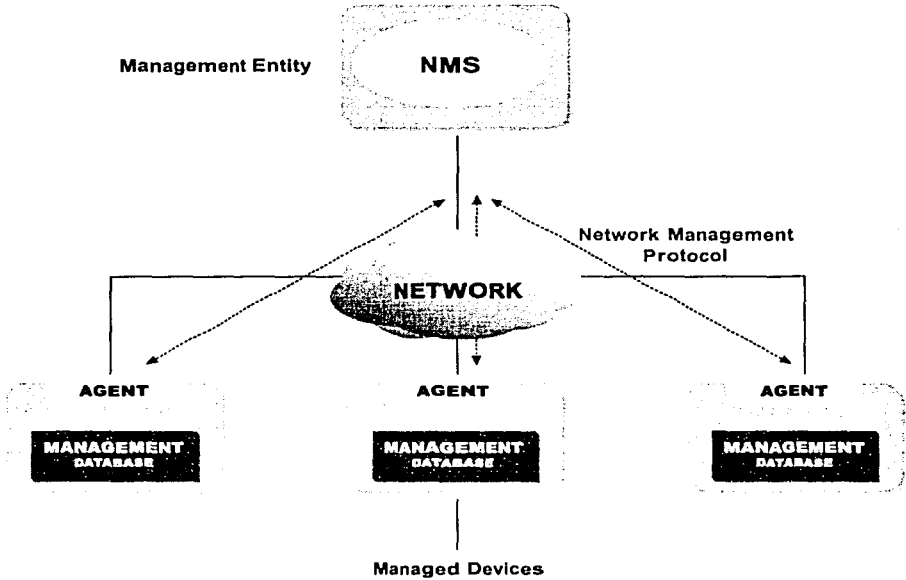 Management Entity
NMS
Network Management
Protocol
NETWORK
AGENT
AGENT
AGENT
MANAGEMENT
DATABASE
MANAGEMENT
DATABASE
MANAGEMENT
DATABASE
Managed Devices